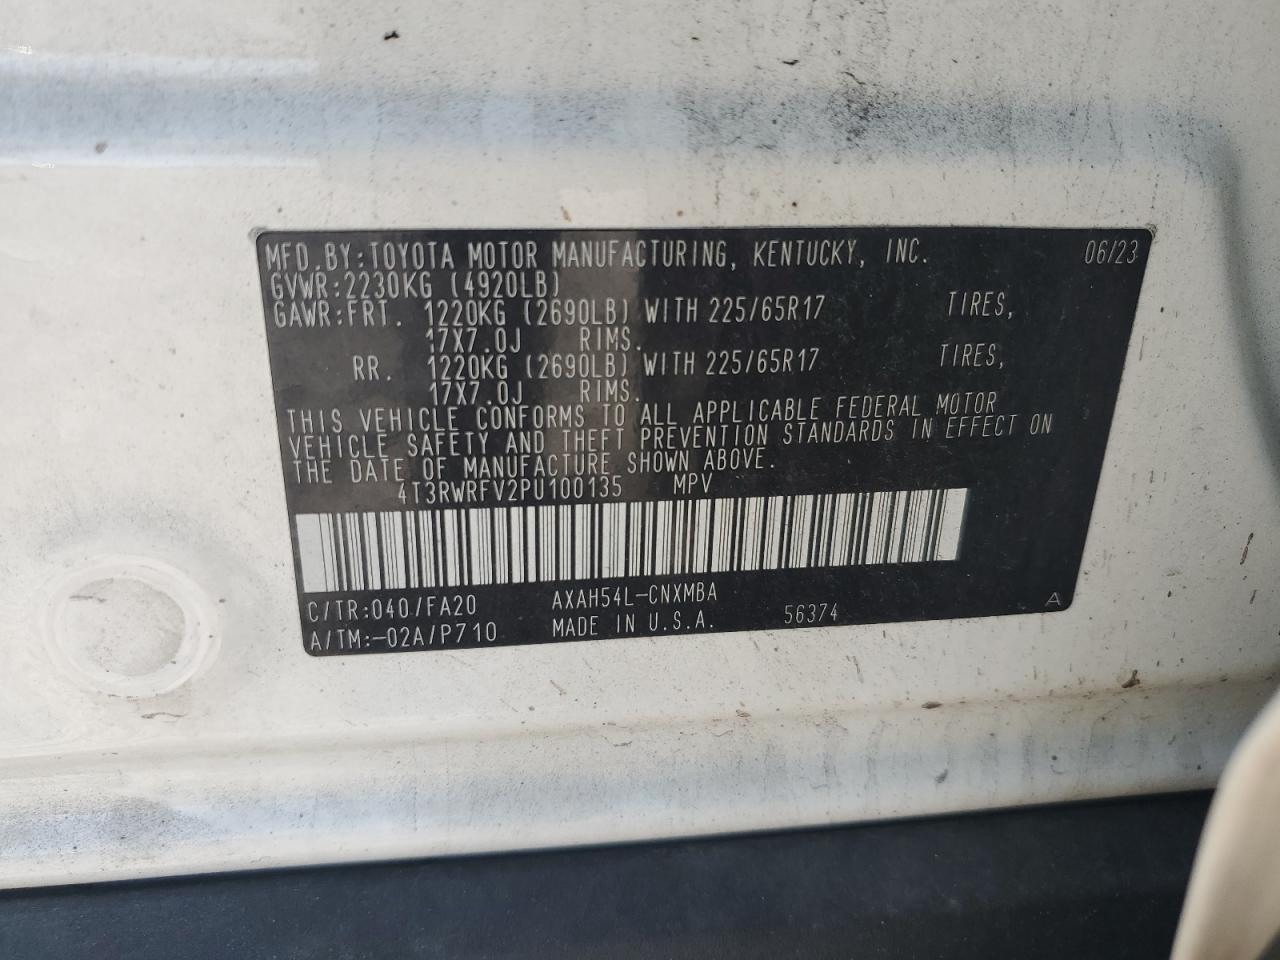 MFD.BY:TOYOTA MOTOR MANUFACTURING, KENTUCKY, INC. 06/23
GVWR:2230KG (4920LB)
GAWR:FRT. 1220KG (2690LB) WITH 225/65R17 TIRES,
17X7.0J RIMS.
RR. 1220KG (2690LB) WITH 225/65R17 TIRES,
17X7.0J RIMS.
THIS VEHICLE CONFORMS TO ALL APPLICABLE FEDERAL MOTOR
VEHICLE SAFETY AND THEFT PREVENTION STANDARDS IN EFFECT ON
THE DATE OF MANUFACTURE SHOWN ABOVE.
4T3RWRFV2PU100135 MPV
C/TR:040/FA20 AXAH54L-CNXMBA
A/TM:-02A/P710 MADE IN U.S.A. 56374 A